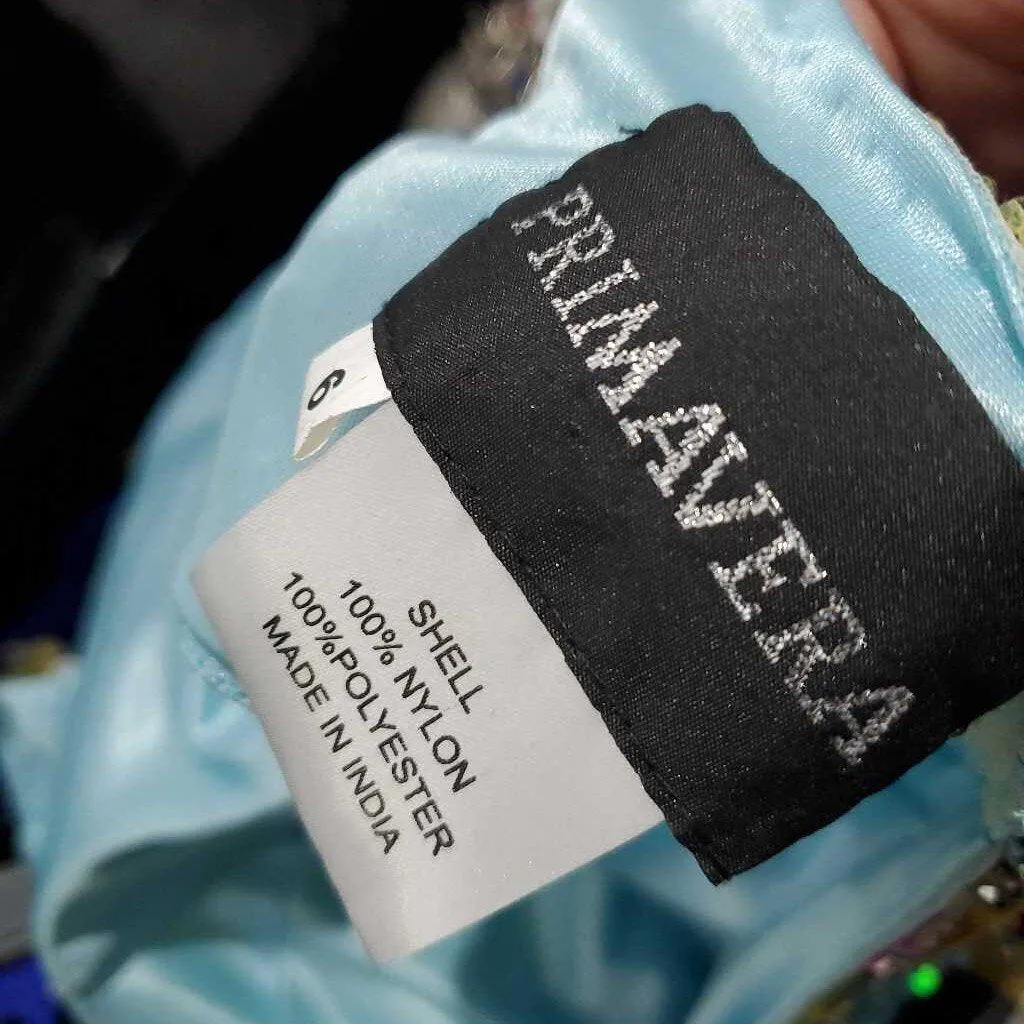 PRIMAVERA
6
SHELL
100% NYLON
100%POLYESTER
MADE IN INDIA